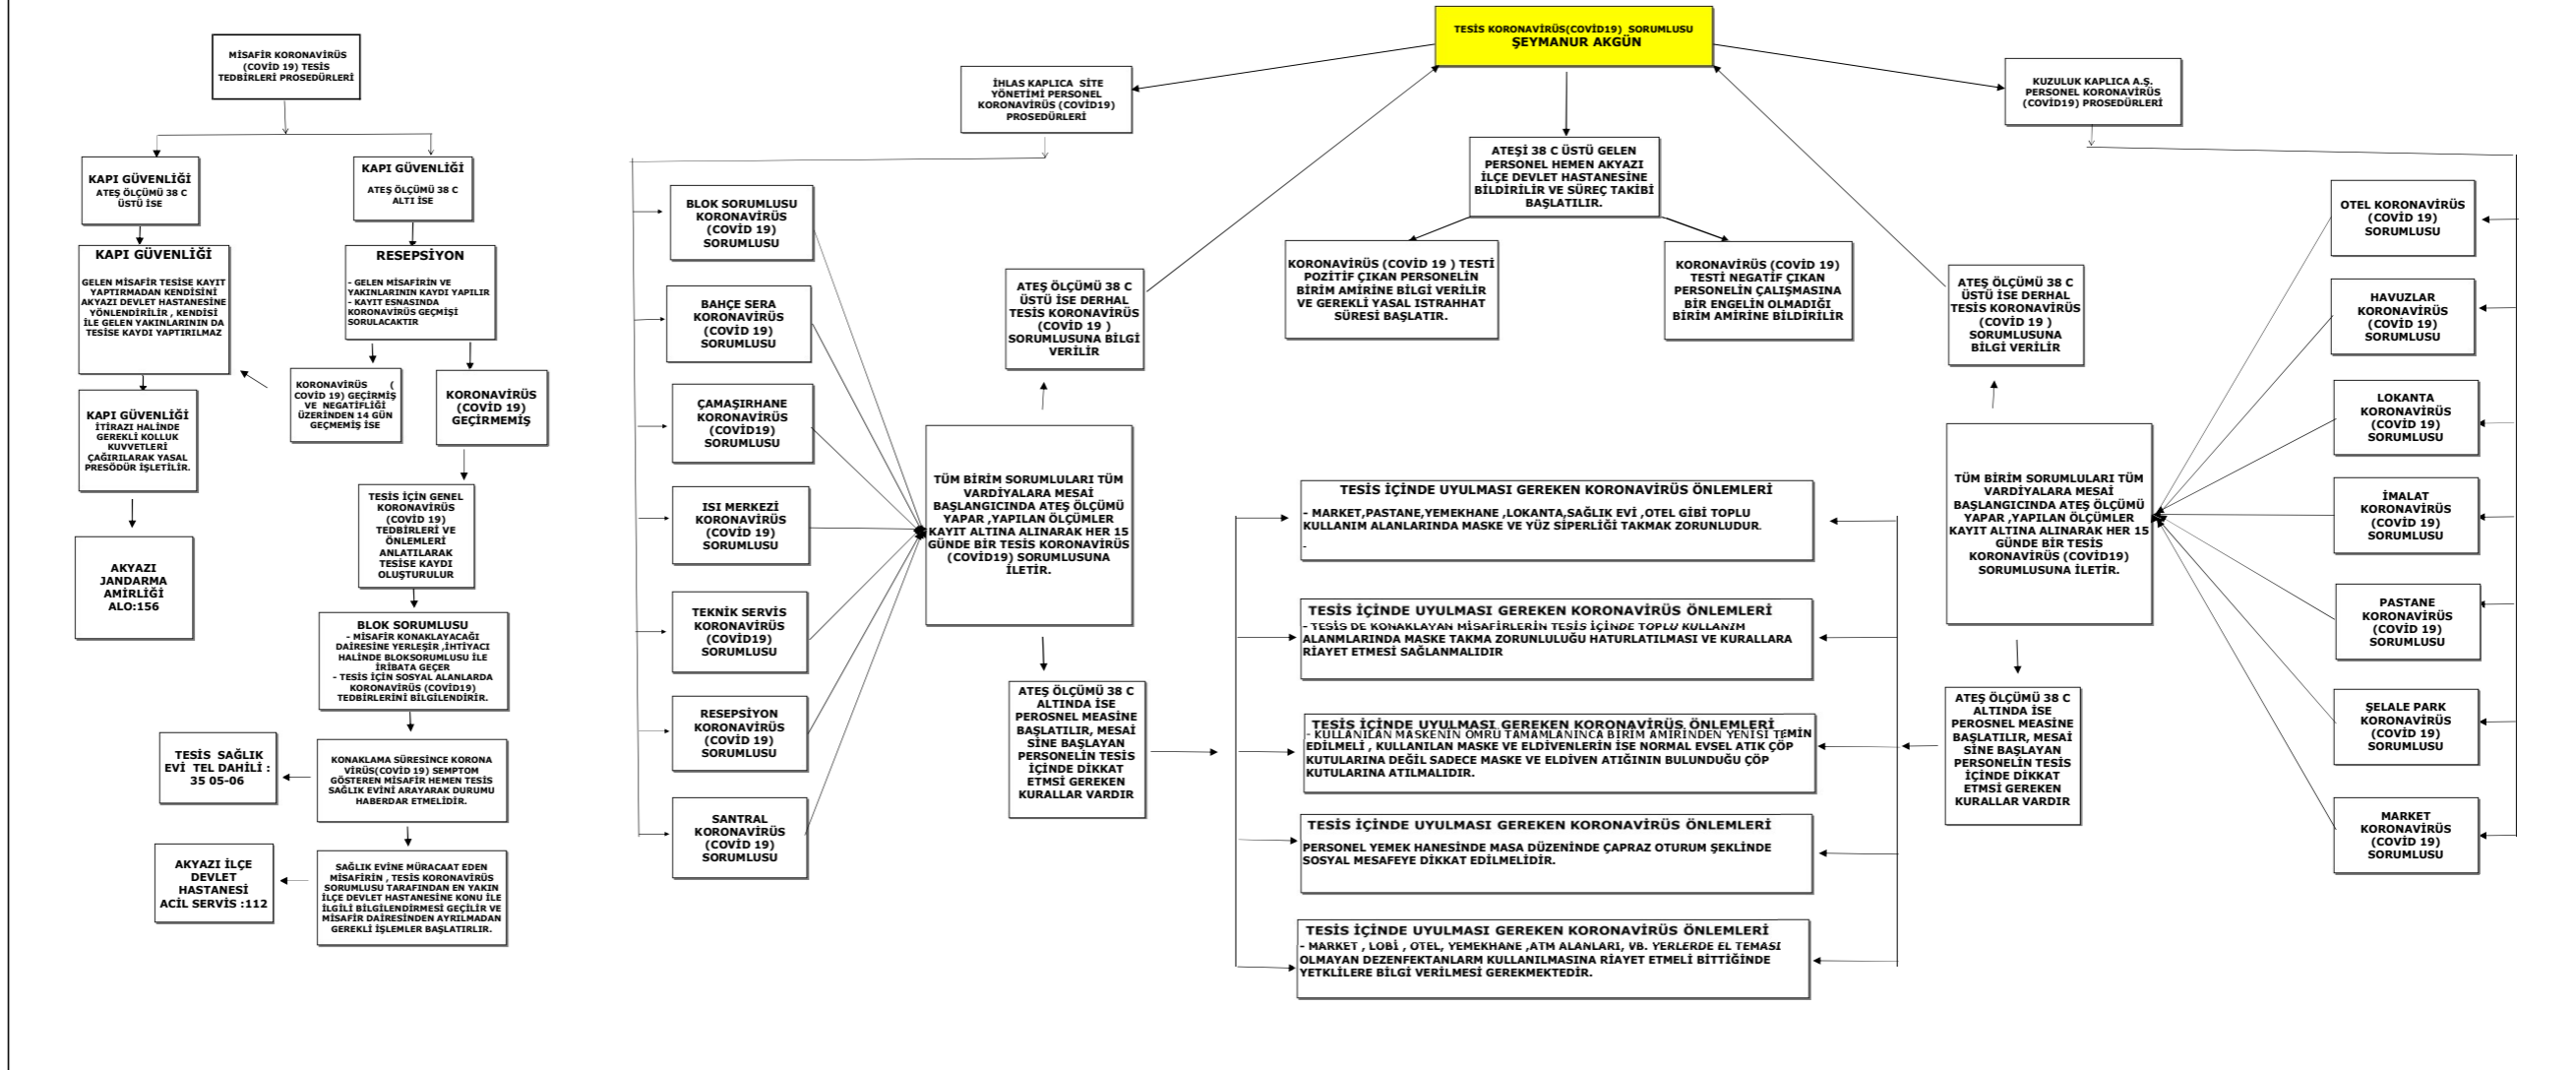 MİSAFİR KORONAVİRÜS
(COVİD 19) TESİS
TEDBİRLERİ PROSEDÜRLERİ
KAPI GÜVENLİĞİ
ATEŞ ÖLÇÜMÜ 38 C
ÜSTÜ İSE
KAPI GÜVENLİĞİ
ATEŞ ÖLÇÜMÜ 38 C
ALTI İSE
KAPI GÜVENLİĞİ
GELEN MİSAFİR TESİSE KAYIT
YAPTIRMADAN KENDİSİNİ
AKYAZI DEVLET HASTANESİNE
YÖNLENDİRİLİR , KENDİSİ
İLE GELEN YAKINLARININ DA
TESİSE KAYDI YAPTIRILMAZ
RESEPSİYON
- GELEN MİSAFİRİN VE
YAKINLARININ KAYDI YAPILIR
- KAYIT ESNASINDA
KORONAVİRÜS GEÇMİŞİ
SORULACAKTIR
KAPI GÜVENLİĞİ
İTİRAZI HALİNDE
GEREKLİ KOLLUK
KUVVETLERİ
ÇAĞIRILARAK YASAL
PRESÖDÜR İŞLETİLİR.
KORONAVİRÜS (
COVİD 19) GEÇİRMİŞ
VE NEGATİFLİĞİ
ÜZERİNDEN 14 GÜN
GEÇMEMİŞ İSE
KORONAVİRÜS
(COVİD 19)
GEÇİRMEMİŞ
AKYAZI
JANDARMA
AMİRLİĞİ
ALO:156
TESİS İÇİN GENEL
KORONAVİRÜS
(COVİD 19)
TEDBİRLERİ VE
ÖNLEMLERİ
ANLATILARAK
TESİSE KAYDI
OLUŞTURULUR
BLOK SORUMLUSU
- MİSAFİR KONAKLAYACAĞI
DAİRESİNE YERLEŞİR ,İHTİYACI
HALİNDE BLOKSORUMLUSU İLE
İRİBATA GEÇER
- TESİS İÇİN SOSYAL ALANLARDA
KORONAVİRÜS (COVİD19)
TEDBİRLERİNİ BİLGİLENDİRİR.
TESİS SAĞLIK
EVİ TEL DAHİLİ :
35 05-06
KONAKLAMA SÜRESİNCE KORONA
VİRÜS(COVİD 19) SEMPTOM
GÖSTEREN MİSAFİR HEMEN TESİS
SAĞLIK EVİNİ ARAYARAK DURUMU
HABERDAR ETMELİDİR.
AKYAZI İLÇE
DEVLET
HASTANESİ
ACİL SERVİS :112
SAĞLIK EVİNE MÜRACAAT EDEN
MİSAFİRİN , TESİS KORONAVİRÜS
SORUMLUSU TARAFINDAN EN YAKIN
İLÇE DEVLET HASTANESİNE KONU İLE
İLGİLİ BİLGİLENDİRMESİ GEÇİLİR VE
MİSAFİR DAİRESİNDEN AYRILMADAN
GEREKLİ İŞLEMLER BAŞLATIRLIR.
TESİS KORONAVİRÜS(COVİD19) SORUMLUSU
ŞEYMANUR AKGÜN
İHLAS KAPLICA SİTE
YÖNETİMİ PERSONEL
KORONAVİRÜS (COVİD19)
PROSEDÜRLERİ
BLOK SORUMLUSU
KORONAVİRÜS
(COVİD 19)
SORUMLUSU
BAHÇE SERA
KORONAVİRÜS
(COVİD 19)
SORUMLUSU
ÇAMAŞIRHANE
KORONAVİRÜS
(COVİD19)
SORUMLUSU
ISI MERKEZİ
KORONAVİRÜS
(COVİD 19)
SORUMLUSU
TEKNİK SERVİS
KORONAVİRÜS
(COVİD19)
SORUMLUSU
RESEPSİYON
KORONAVİRÜS
(COVİD 19)
SORUMLUSU
SANTRAL
KORONAVİRÜS
(COVİD 19)
SORUMLUSU
ATEŞ ÖLÇÜMÜ 38 C
ÜSTÜ İSE DERHAL
TESİS KORONAVİRÜS
(COVİD 19 )
SORUMLUSUNA BİLGİ
VERİLİR
TÜM BİRİM SORUMLULARI TÜM
VARDİYALARA MESAİ
BAŞLANGICINDA ATEŞ ÖLÇÜMÜ
YAPAR ,YAPILAN ÖLÇÜMLER
KAYIT ALTINA ALINARAK HER 15
GÜNDE BİR TESİS KORONAVİRÜS
(COVİD19) SORUMLUSUNA
İLETİR.
ATEŞ ÖLÇÜMÜ 38 C
ALTINDA İSE
PEROSNEL MEASİNE
BAŞLATILIR, MESAİ
SİNE BAŞLAYAN
PERSONELİN TESİS
İÇİNDE DİKKAT
ETMSİ GEREKEN
KURALLAR VARDIR
ATEŞİ 38 C ÜSTÜ GELEN
PERSONEL HEMEN AKYAZI
İLÇE DEVLET HASTANESİNE
BİLDİRİLİR VE SÜREÇ TAKİBİ
BAŞLATILIR.
KORONAVİRÜS (COVİD 19 ) TESTİ
POZİTİF ÇIKAN PERSONELİN
BİRİM AMİRİNE BİLGİ VERİLİR
VE GEREKLİ YASAL ISTRAHHAT
SÜRESİ BAŞLATIR.
KORONAVİRÜS (COVİD 19)
TESTİ NEGATİF ÇIKAN
PERSONELİN ÇALIŞMASINA
BİR ENGELİN OLMADIĞI
BİRİM AMİRİNE BİLDİRİLİR
TESİS İÇİNDE UYULMASI GEREKEN KORONAVİRÜS ÖNLEMLERİ
- MARKET,PASTANE,YEMEKHANE ,LOKANTA,SAĞLIK EVİ ,OTEL GİBİ TOPLU
KULLANIM ALANLARINDA MASKE VE YÜZ SİPERLİĞİ TAKMAK ZORUNLUDUR.
-
TESİS İÇİNDE UYULMASI GEREKEN KORONAVİRÜS ÖNLEMLERİ
- TESİS DE KONAKLAYAN MİSAFİRLERİN TESİS İÇİNDE TOPLU KULLANIM
ALANMLARINDA MASKE TAKMA ZORUNLULUĞU HATURLATILMASI VE KURALLARA
RİAYET ETMESİ SAĞLANMALIDIR
TESİS İÇİNDE UYULMASI GEREKEN KORONAVİRÜS ÖNLEMLERİ
- KULLANILAN MASKENİN ÖMRÜ TAMAMLANINCA BİRİM AMİRİNDEN YENİSİ TEMİN
EDİLMELİ , KULLANILAN MASKE VE ELDİVENLERİN İSE NORMAL EVSEL ATIK ÇÖP
KUTULARINA DEĞİL SADECE MASKE VE ELDİVEN ATIĞININ BULUNDUĞU ÇÖP
KUTULARINA ATILMALIDIR.
TESİS İÇİNDE UYULMASI GEREKEN KORONAVİRÜS ÖNLEMLERİ
PERSONEL YEMEK HANESİNDE MASA DÜZENİNDE ÇAPRAZ OTURUM ŞEKLİNDE
SOSYAL MESAFEYE DİKKAT EDİLMELİDİR.
TESİS İÇİNDE UYULMASI GEREKEN KORONAVİRÜS ÖNLEMLERİ
- MARKET , LOBİ , OTEL, YEMEKHANE ,ATM ALANLARI, VB. YERLERDE EL TEMASI
OLMAYAN DEZENFEKTANLARM KULLANILMASINA RİAYET ETMELİ BİTTİĞİNDE
YETKLİLERE BİLGİ VERİLMESİ GEREKMEKTEDİR.
KUZULUK KAPLICA A.Ş.
PERSONEL KORONAVİRÜS
(COVİD19) PROSEDÜRLERİ
ATEŞ ÖLÇÜMÜ 38 C
ÜSTÜ İSE DERHAL
TESİS KORONAVİRÜS
(COVİD 19 )
SORUMLUSUNA
BİLGİ VERİLİR
TÜM BİRİM SORUMLULARI TÜM
VARDİYALARA MESAİ
BAŞLANGICINDA ATEŞ ÖLÇÜMÜ
YAPAR ,YAPILAN ÖLÇÜMLER
KAYIT ALTINA ALINARAK HER 15
GÜNDE BİR TESİS
KORONAVİRÜS (COVİD19)
SORUMLUSUNA İLETİR.
ATEŞ ÖLÇÜMÜ 38 C
ALTINDA İSE
PEROSNEL MEASİNE
BAŞLATILIR, MESAİ
SİNE BAŞLAYAN
PERSONELİN TESİS
İÇİNDE DİKKAT
ETMSİ GEREKEN
KURALLAR VARDIR
OTEL KORONAVİRÜS
(COVİD 19)
SORUMLUSU
HAVUZLAR
KORONAVİRÜS
(COVİD 19)
SORUMLUSU
LOKANTA
KORONAVİRÜS
(COVİD 19)
SORUMLUSU
İMALAT
KORONAVİRÜS
(COVİD 19)
SORUMLUSU
PASTANE
KORONAVİRÜS
(COVİD 19)
SORUMLUSU
ŞELALE PARK
KORONAVİRÜS
(COVİD 19)
SORUMLUSU
MARKET
KORONAVİRÜS
(COVİD 19)
SORUMLUSU